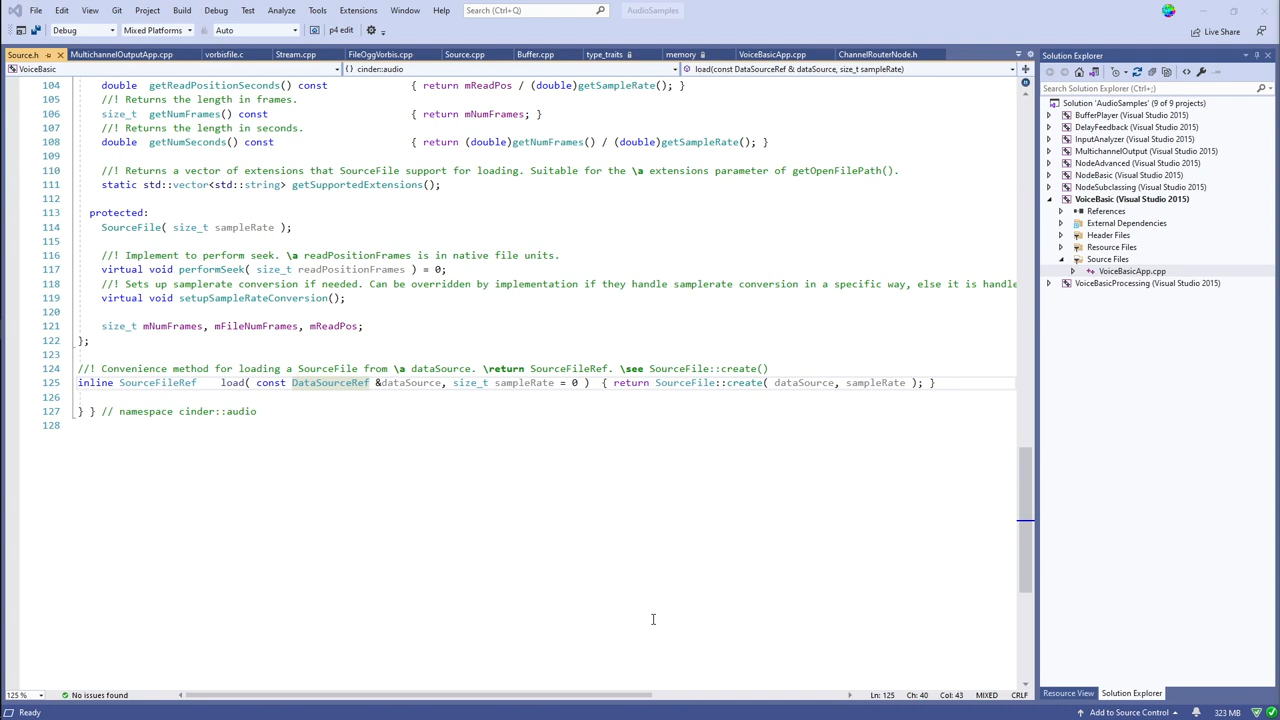 File Edit View Git Project Build Debug Test Analyze Tools Extensions Window Help Search (Ctrl+Q) AudioSamples
Debug Mixed Platforms Auto p4 edit Live Share
Source.h MultichannelOutputApp.cpp vorbisfile.c Stream.cpp FileOggVorbis.cpp Source.cpp Buffer.cpp type_traits memory VoiceBasicApp.cpp ChannelRouterNode.h
VoiceBasic cinder::audio load(const DataSourceRef & dataSource, size_t sampleRate)
104 double getReadPositionSeconds() const { return mReadPos / (double)getSampleRate(); }
105 //! Returns the length in frames.
106 size_t getNumFrames() const { return mNumFrames; }
107 //! Returns the length in seconds.
108 double getNumSeconds() const { return (double)getNumFrames() / (double)getSampleRate(); }
109
110 //! Returns a vector of extensions that SourceFile support for loading. Suitable for the \a extensions parameter of getOpenFilePath().
111 static std::vector<std::string> getSupportedExtensions();
112
113 protected:
114 SourceFile( size_t sampleRate );
115
116 //! Implement to perform seek. \a readPositionFrames is in native file units.
117 virtual void performSeek( size_t readPositionFrames ) = 0;
118 //! Sets up samplerate conversion if needed. Can be overridden by implementation if they handle samplerate conversion in a specific way, else it is handle
119 virtual void setupSampleRateConversion();
120
121 size_t mNumFrames, mFileNumFrames, mReadPos;
122 };
123
124 //! Convenience method for loading a SourceFile from \a dataSource. \return SourceFileRef. \see SourceFile::create()
125 inline SourceFileRef load( const DataSourceRef &dataSource, size_t sampleRate = 0 ) { return SourceFile::create( dataSource, sampleRate ); }
126
127 } } // namespace cinder::audio
128
125 % No issues found Ln: 125 Ch: 40 Col: 43 MIXED CRLF
Solution Explorer
Search Solution Explorer (Ctrl+;)
Solution 'AudioSamples' (9 of 9 projects)
BufferPlayer (Visual Studio 2015)
DelayFeedback (Visual Studio 2015)
InputAnalyzer (Visual Studio 2015)
MultichannelOutput (Visual Studio 2015)
NodeAdvanced (Visual Studio 2015)
NodeBasic (Visual Studio 2015)
NodeSubclassing (Visual Studio 2015)
VoiceBasic (Visual Studio 2015)
References
External Dependencies
Header Files
Resource Files
Source Files
VoiceBasicApp.cpp
VoiceBasicProcessing (Visual Studio 2015)
Resource View Solution Explorer
Ready Add to Source Control 323 MB